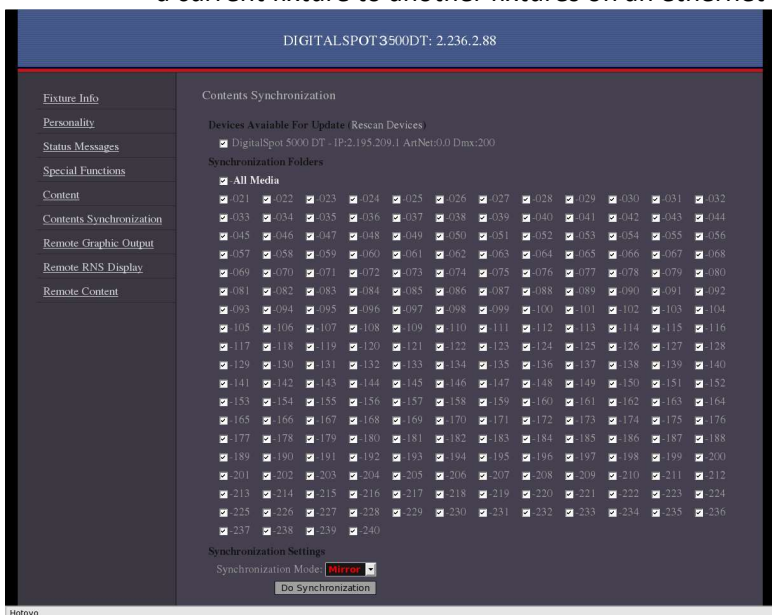 a current fixture to another fixtures on an ethernet
DIGITALSPOT3500DT: 2.236.2.88
Fixture Info
Personality
Status Messages
Special Functions
Content
Contents Synchronization
Remote Graphic Output
Remote RNS Display
Remote Content
Contents Synchronization
Devices Avaiable For Update (Rescan Devices)
DigitalSpot 5000 DT - IP:2.195.209.1 ArtNet:0.0 Dmx:200
Synchronization Folders
All Media
-021 -022 -023 -024 -025 -026 -027 -028 -029 -030 -031 -032
-033 -034 -035 -036 -037 -038 -039 -040 -041 -042 -043 -044
-045 -046 -047 -048 -049 -050 -051 -052 -053 -054 -055 -056
-057 -058 -059 -060 -061 -062 -063 -064 -065 -066 -067 -068
-069 -070 -071 -072 -073 -074 -075 -076 -077 -078 -079 -080
-081 -082 -083 -084 -085 -086 -087 -088 -089 -090 -091 -092
-093 -094 -095 -096 -097 -098 -099 -100 -101 -102 -103 -104
-105 -106 -107 -108 -109 -110 -111 -112 -113 -114 -115 -116
-117 -118 -119 -120 -121 -122 -123 -124 -125 -126 -127 -128
-129 -130 -131 -132 -133 -134 -135 -136 -137 -138 -139 -140
-141 -142 -143 -144 -145 -146 -147 -148 -149 -150 -151 -152
-153 -154 -155 -156 -157 -158 -159 -160 -161 -162 -163 -164
-165 -166 -167 -168 -169 -170 -171 -172 -173 -174 -175 -176
-177 -178 -179 -180 -181 -182 -183 -184 -185 -186 -187 -188
-189 -190 -191 -192 -193 -194 -195 -196 -197 -198 -199 -200
-201 -202 -203 -204 -205 -206 -207 -208 -209 -210 -211 -212
-213 -214 -215 -216 -217 -218 -219 -220 -221 -222 -223 -224
-225 -226 -227 -228 -229 -230 -231 -232 -233 -234 -235 -236
-237 -238 -239 -240
Synchronization Settings
Synchronization Mode: Mirror
Do Synchronization
Hotovo